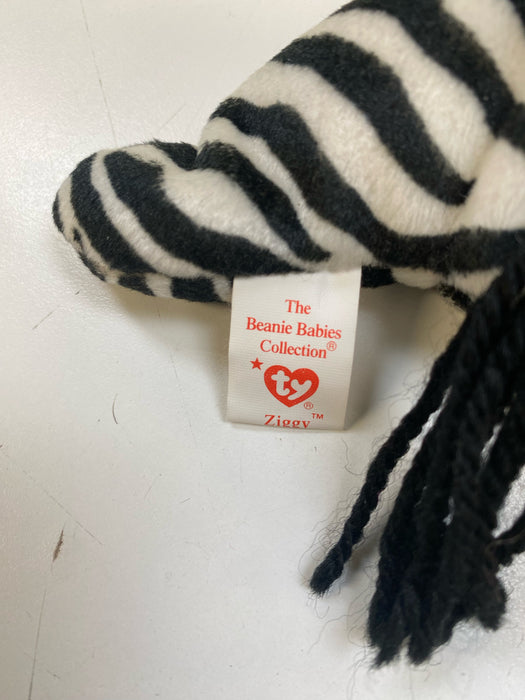 The
Beanie Babies
Collection®
★ ty ®
Ziggy™